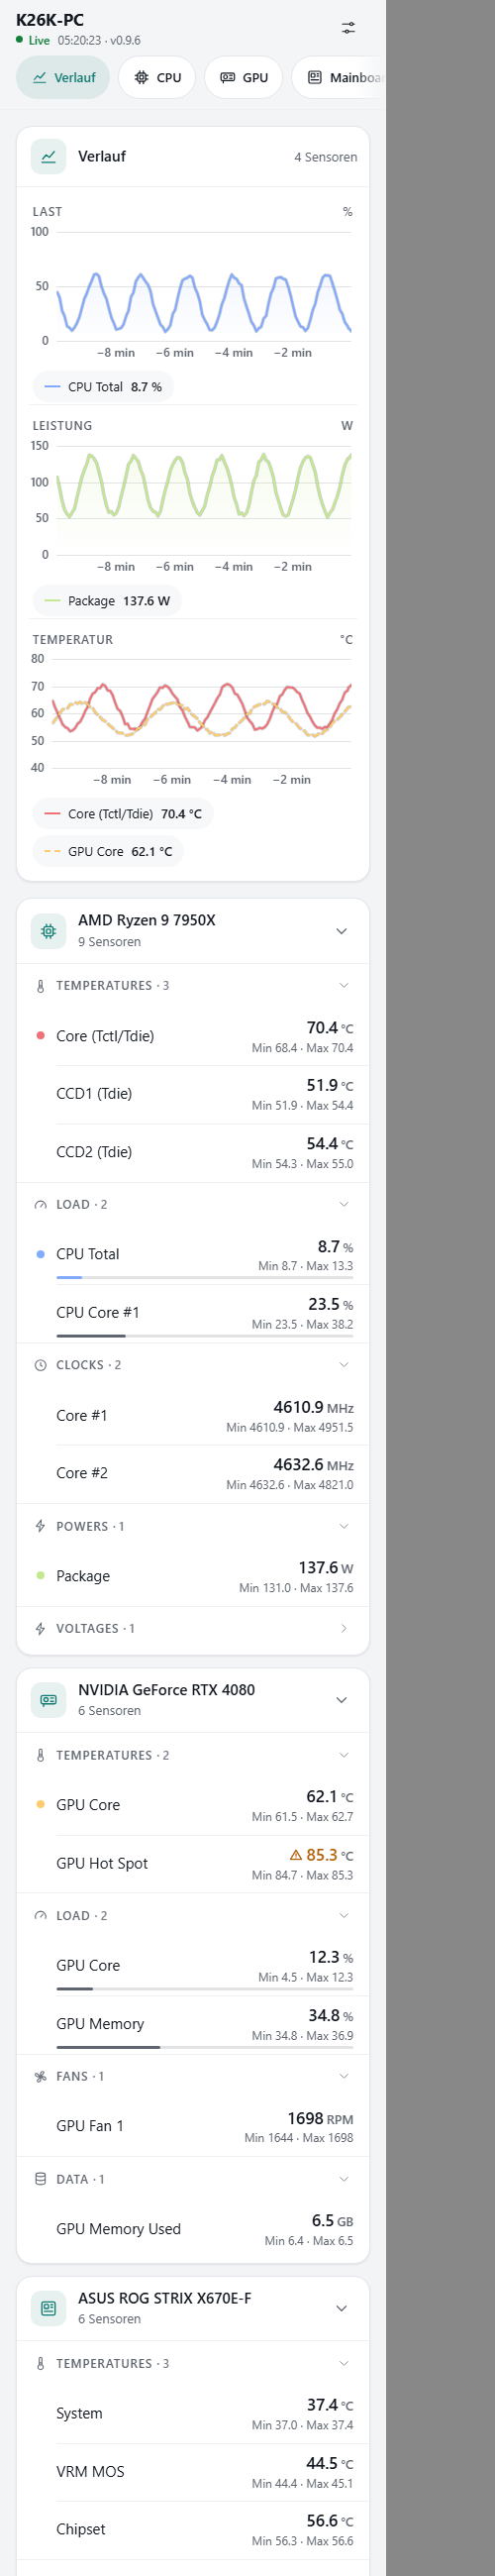 K26K-PC
Live 05:20:23 · v0.9.6
Verlauf CPU GPU Mainboar
Verlauf 4 Sensoren
LAST %
100
50
0
−8 min −6 min −4 min −2 min
CPU Total 8.7 %
LEISTUNG W
150
100
50
0
−8 min −6 min −4 min −2 min
Package 137.6 W
TEMPERATUR °C
80
70
60
50
40
−8 min −6 min −4 min −2 min
Core (Tctl/Tdie) 70.4 °C
GPU Core 62.1 °C
AMD Ryzen 9 7950X
9 Sensoren
TEMPERATURES · 3
Core (Tctl/Tdie) 70.4 °C
Min 68.4 · Max 70.4
CCD1 (Tdie) 51.9 °C
Min 51.9 · Max 54.4
CCD2 (Tdie) 54.4 °C
Min 54.3 · Max 55.0
LOAD · 2
CPU Total 8.7 %
Min 8.7 · Max 13.3
CPU Core #1 23.5 %
Min 23.5 · Max 38.2
CLOCKS · 2
Core #1 4610.9 MHz
Min 4610.9 · Max 4951.5
Core #2 4632.6 MHz
Min 4632.6 · Max 4821.0
POWERS · 1
Package 137.6 W
Min 131.0 · Max 137.6
VOLTAGES · 1
NVIDIA GeForce RTX 4080
6 Sensoren
TEMPERATURES · 2
GPU Core 62.1 °C
Min 61.5 · Max 62.7
GPU Hot Spot 85.3 °C
Min 84.7 · Max 85.3
LOAD · 2
GPU Core 12.3 %
Min 4.5 · Max 12.3
GPU Memory 34.8 %
Min 34.8 · Max 36.9
FANS · 1
GPU Fan 1 1698 RPM
Min 1644 · Max 1698
DATA · 1
GPU Memory Used 6.5 GB
Min 6.4 · Max 6.5
ASUS ROG STRIX X670E-F
6 Sensoren
TEMPERATURES · 3
System 37.4 °C
Min 37.0 · Max 37.4
VRM MOS 44.5 °C
Min 44.4 · Max 45.1
Chipset 56.6 °C
Min 56.3 · Max 56.6